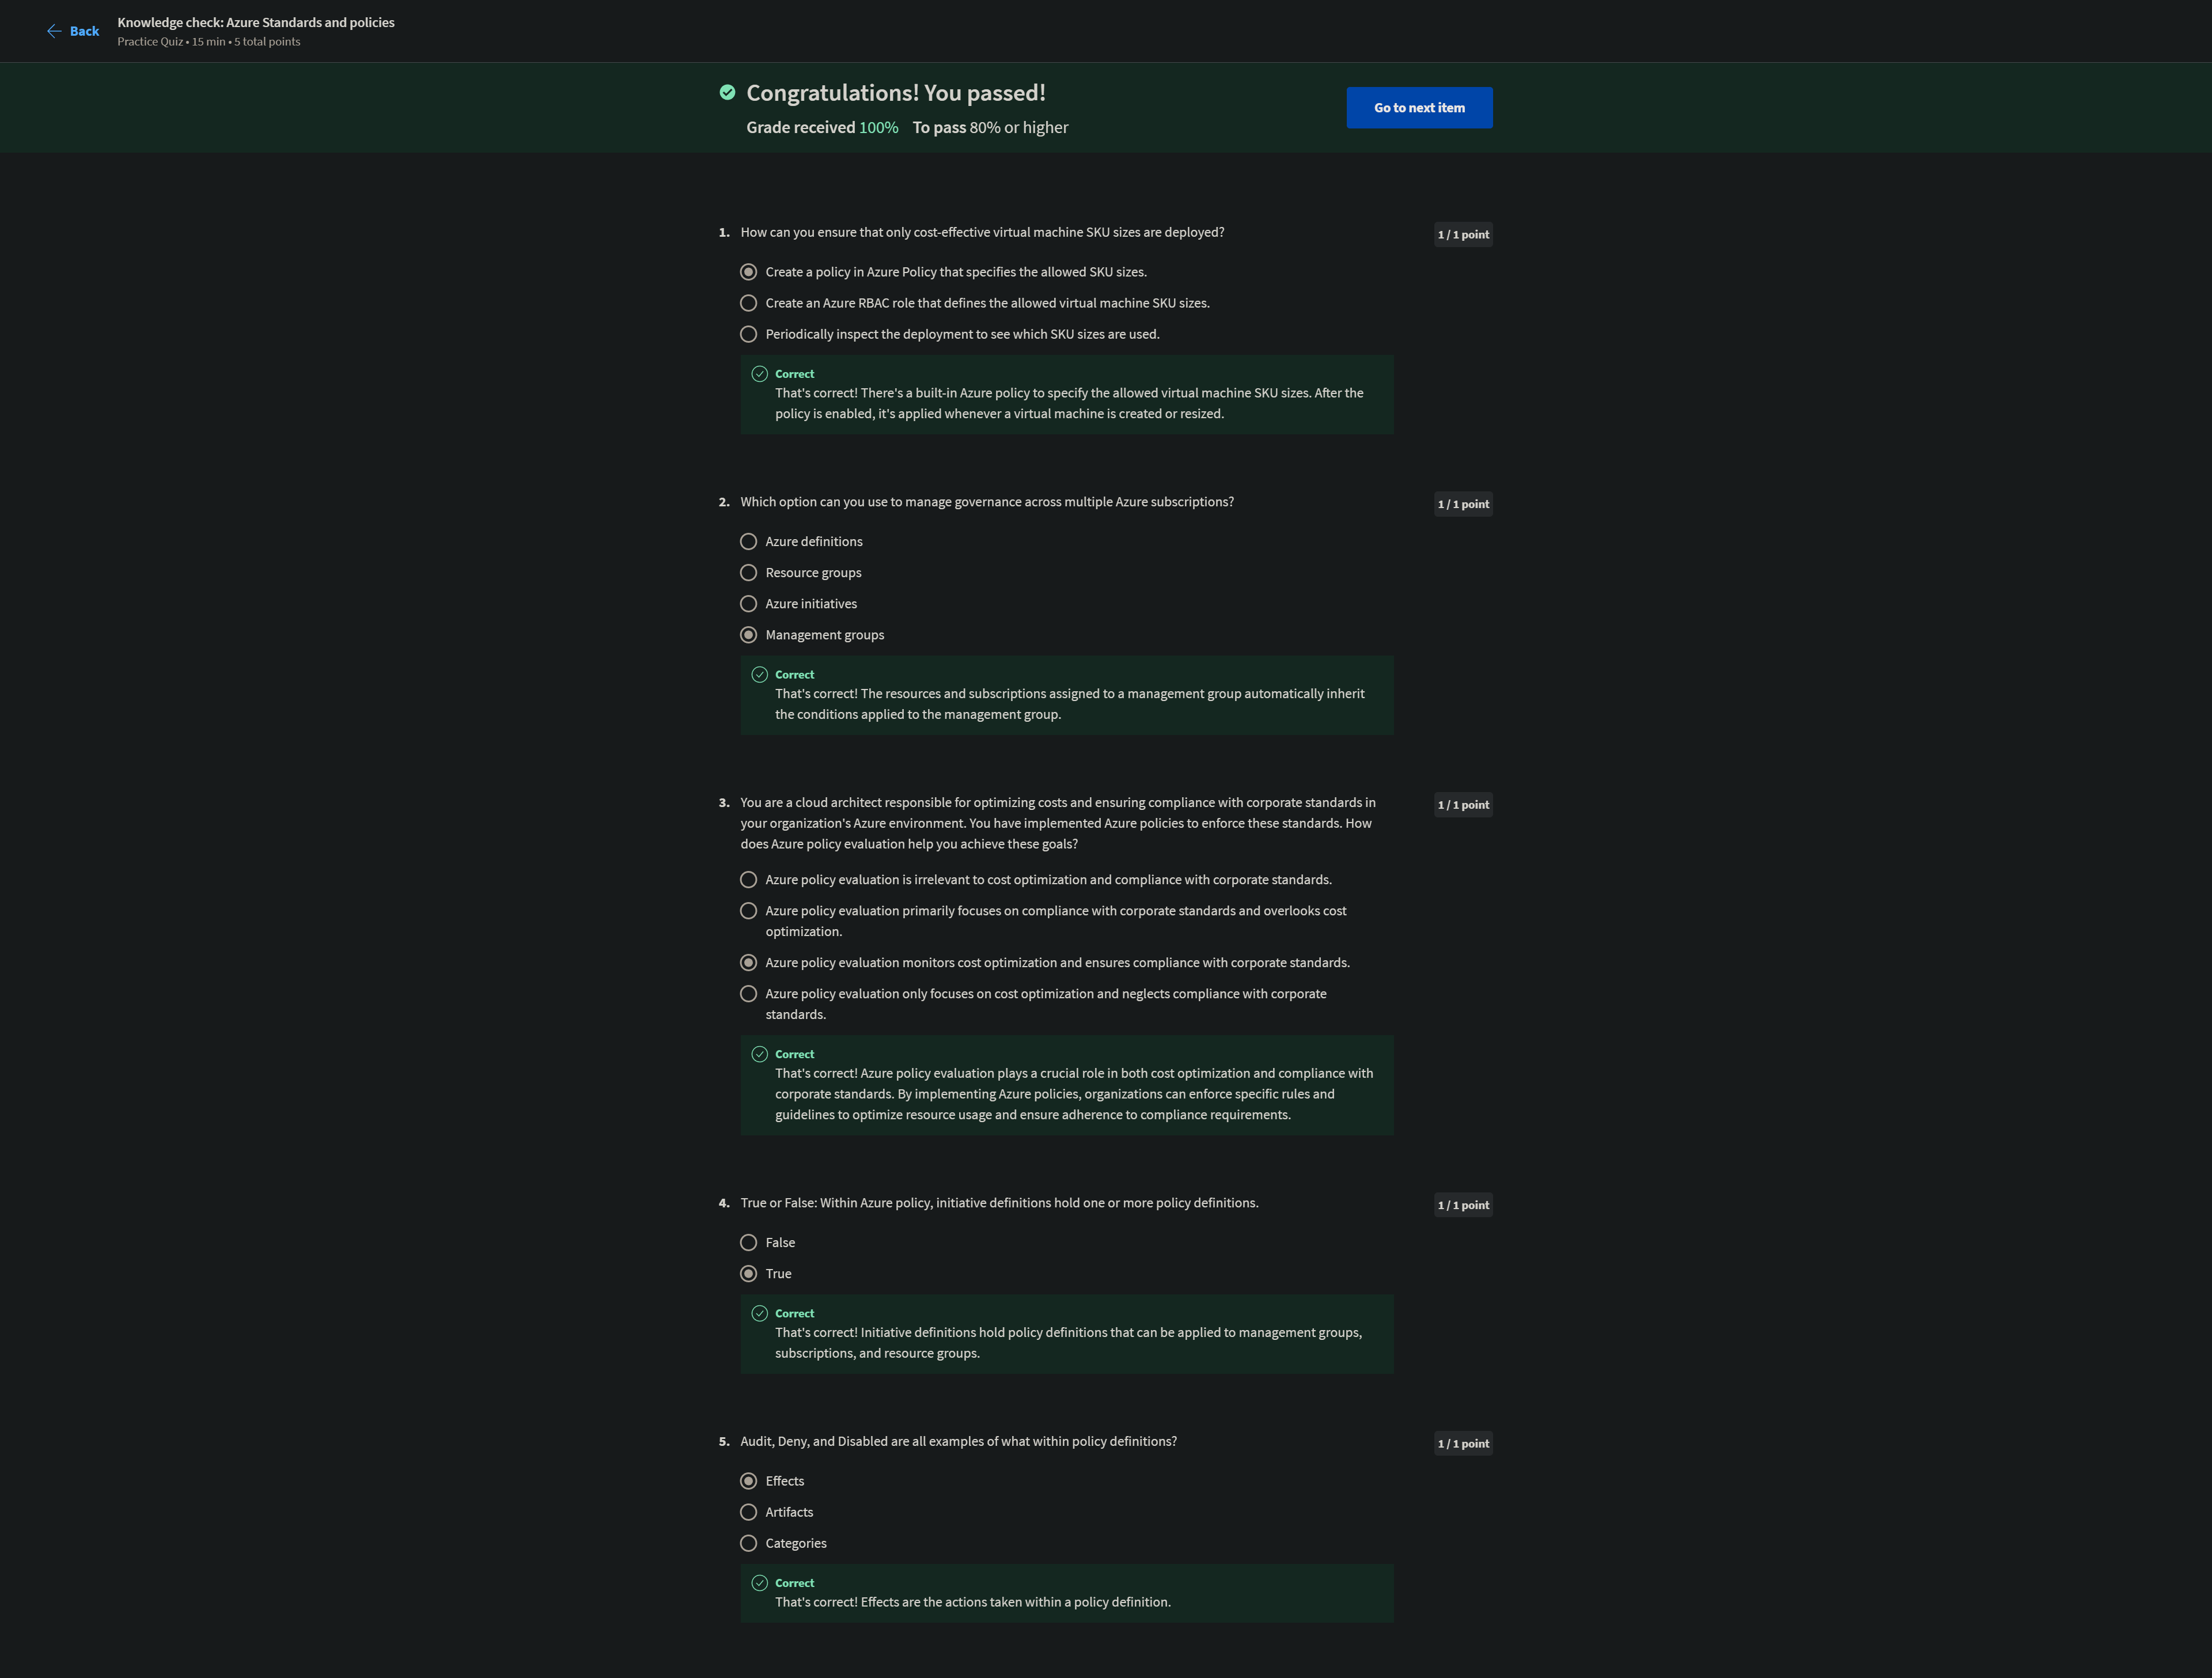 Back
Knowledge check: Azure Standards and policies
Practice Quiz • 15 min • 5 total points
Congratulations! You passed!
Grade received 100% To pass 80% or higher
Go to next item
1. How can you ensure that only cost-effective virtual machine SKU sizes are deployed?
1 / 1 point
Create a policy in Azure Policy that specifies the allowed SKU sizes.
Create an Azure RBAC role that defines the allowed virtual machine SKU sizes.
Periodically inspect the deployment to see which SKU sizes are used.
Correct
That's correct! There's a built-in Azure policy to specify the allowed virtual machine SKU sizes. After the
policy is enabled, it's applied whenever a virtual machine is created or resized.
2. Which option can you use to manage governance across multiple Azure subscriptions?
1 / 1 point
Azure definitions
Resource groups
Azure initiatives
Management groups
Correct
That's correct! The resources and subscriptions assigned to a management group automatically inherit
the conditions applied to the management group.
3. You are a cloud architect responsible for optimizing costs and ensuring compliance with corporate standards in
your organization's Azure environment. You have implemented Azure policies to enforce these standards. How
does Azure policy evaluation help you achieve these goals?
1 / 1 point
Azure policy evaluation is irrelevant to cost optimization and compliance with corporate standards.
Azure policy evaluation primarily focuses on compliance with corporate standards and overlooks cost
optimization.
Azure policy evaluation monitors cost optimization and ensures compliance with corporate standards.
Azure policy evaluation only focuses on cost optimization and neglects compliance with corporate
standards.
Correct
That's correct! Azure policy evaluation plays a crucial role in both cost optimization and compliance with
corporate standards. By implementing Azure policies, organizations can enforce specific rules and
guidelines to optimize resource usage and ensure adherence to compliance requirements.
4. True or False: Within Azure policy, initiative definitions hold one or more policy definitions.
1 / 1 point
False
True
Correct
That's correct! Initiative definitions hold policy definitions that can be applied to management groups,
subscriptions, and resource groups.
5. Audit, Deny, and Disabled are all examples of what within policy definitions?
1 / 1 point
Effects
Artifacts
Categories
Correct
That's correct! Effects are the actions taken within a policy definition.